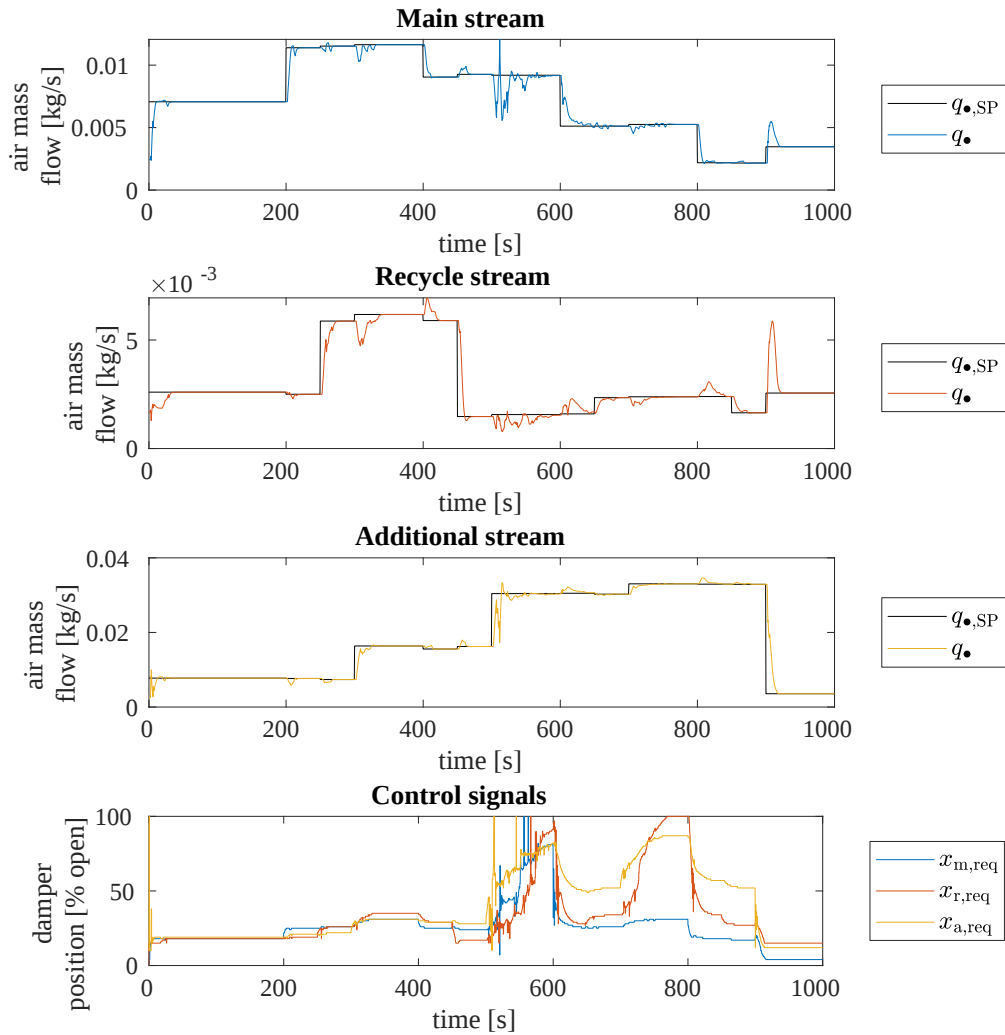 Main stream
0.01
0.005
0
air mass
flow [kg/s]
0 200 400 600 800 1000
time [s]
q●,SP
q●
Recycle stream
×10 -3
5
0
air mass
flow [kg/s]
0 200 400 600 800 1000
time [s]
q●,SP
q●
Additional stream
0.04
0.02
0
air mass
flow [kg/s]
0 200 400 600 800 1000
time [s]
q●,SP
q●
Control signals
100
50
0
damper
position [% open]
0 200 400 600 800 1000
time [s]
xm,req
xr,req
xa,req